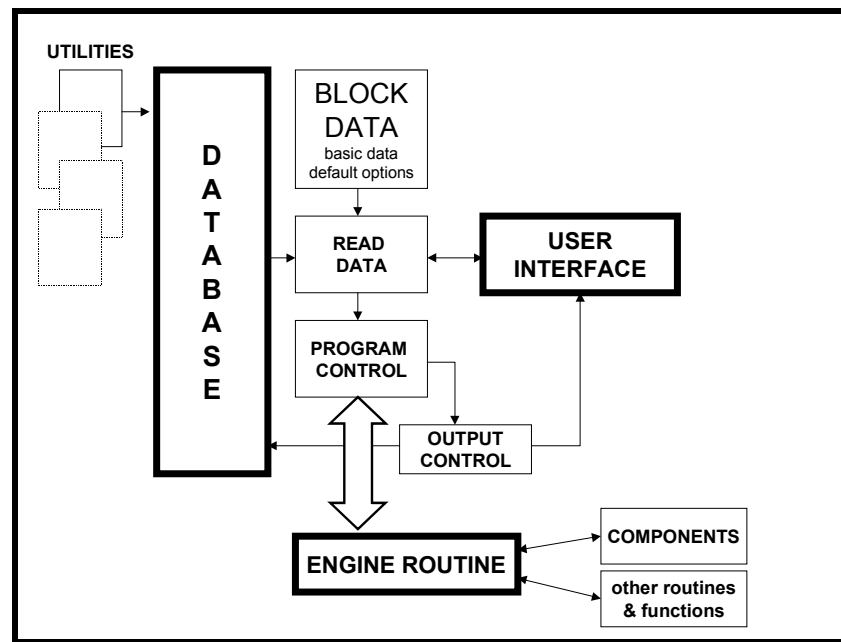 UTILITIES
DATABASE
BLOCK
DATA
basic data
default options
READ
DATA
USER
INTERFACE
PROGRAM
CONTROL
OUTPUT
CONTROL
ENGINE ROUTINE
COMPONENTS
other routines
& functions